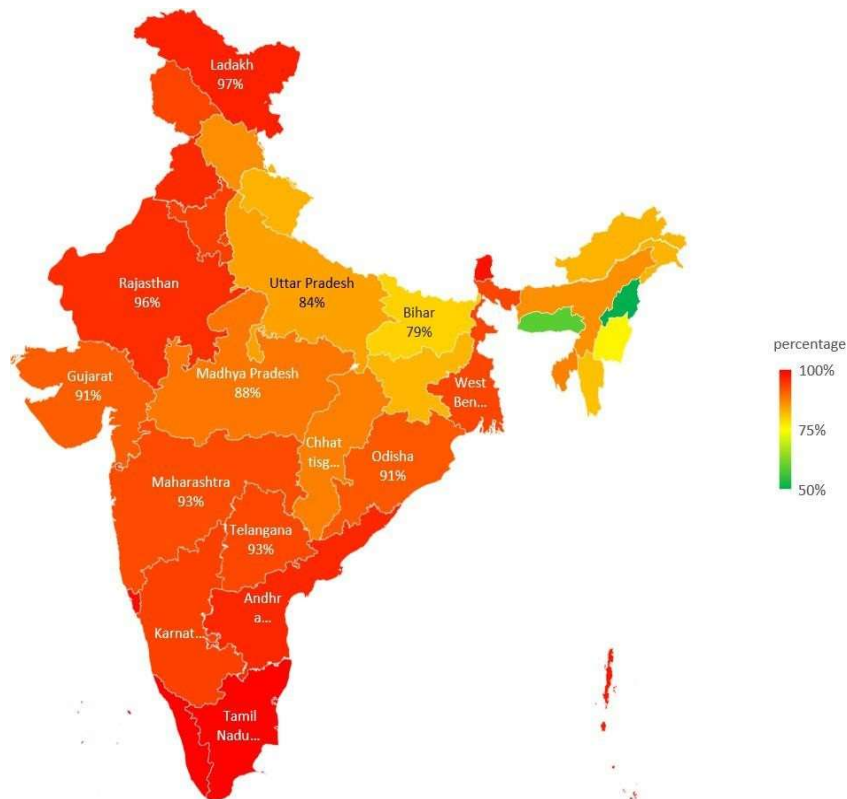 Ladakh
97%
Rajasthan
96%
Uttar Pradesh
84%
Bihar
79%
Gujarat
91%
Madhya Pradesh
88%
West
Ben...
Chhat
tisg...
Odisha
91%
Maharashtra
93%
Telangana
93%
Andhr
a...
Karnat...
Tamil
Nadu...
percentage
100%
75%
50%